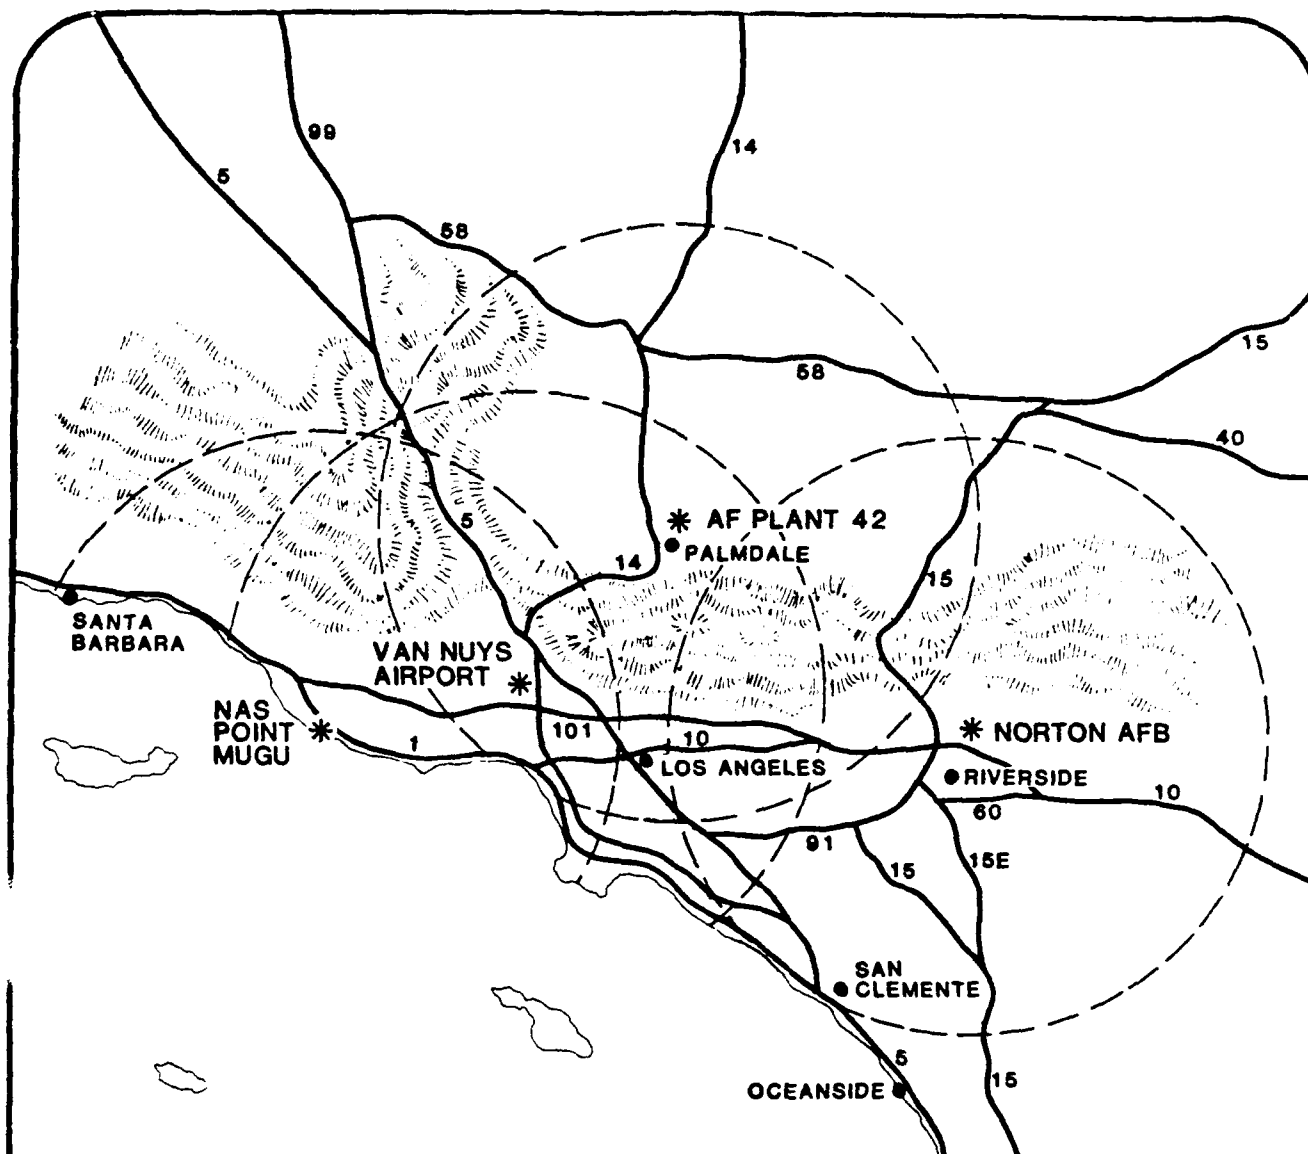 99
14
5
58
15
58
40
5
AF PLANT 42
PALMDALE
14
15
SANTA
BARBARA
VAN NUYS
AIRPORT
NAS
POINT
MUGU
1
101
10
NORTON AFB
LOS ANGELES
RIVERSIDE
10
60
91
15
15E
SAN
CLEMENTE
5
15
OCEANSIDE